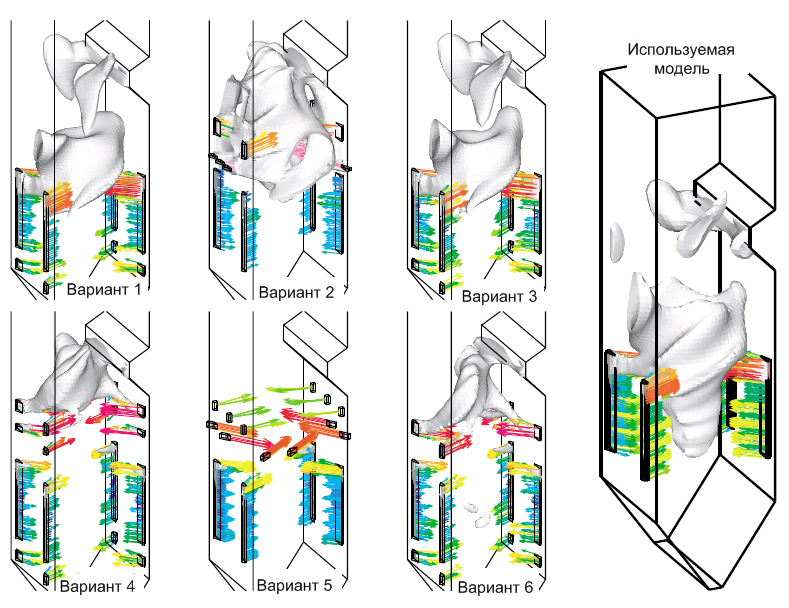 Используемая
модель
Вариант 1
Вариант 2
Вариант 3
Вариант 4
Вариант 5
Вариант 6